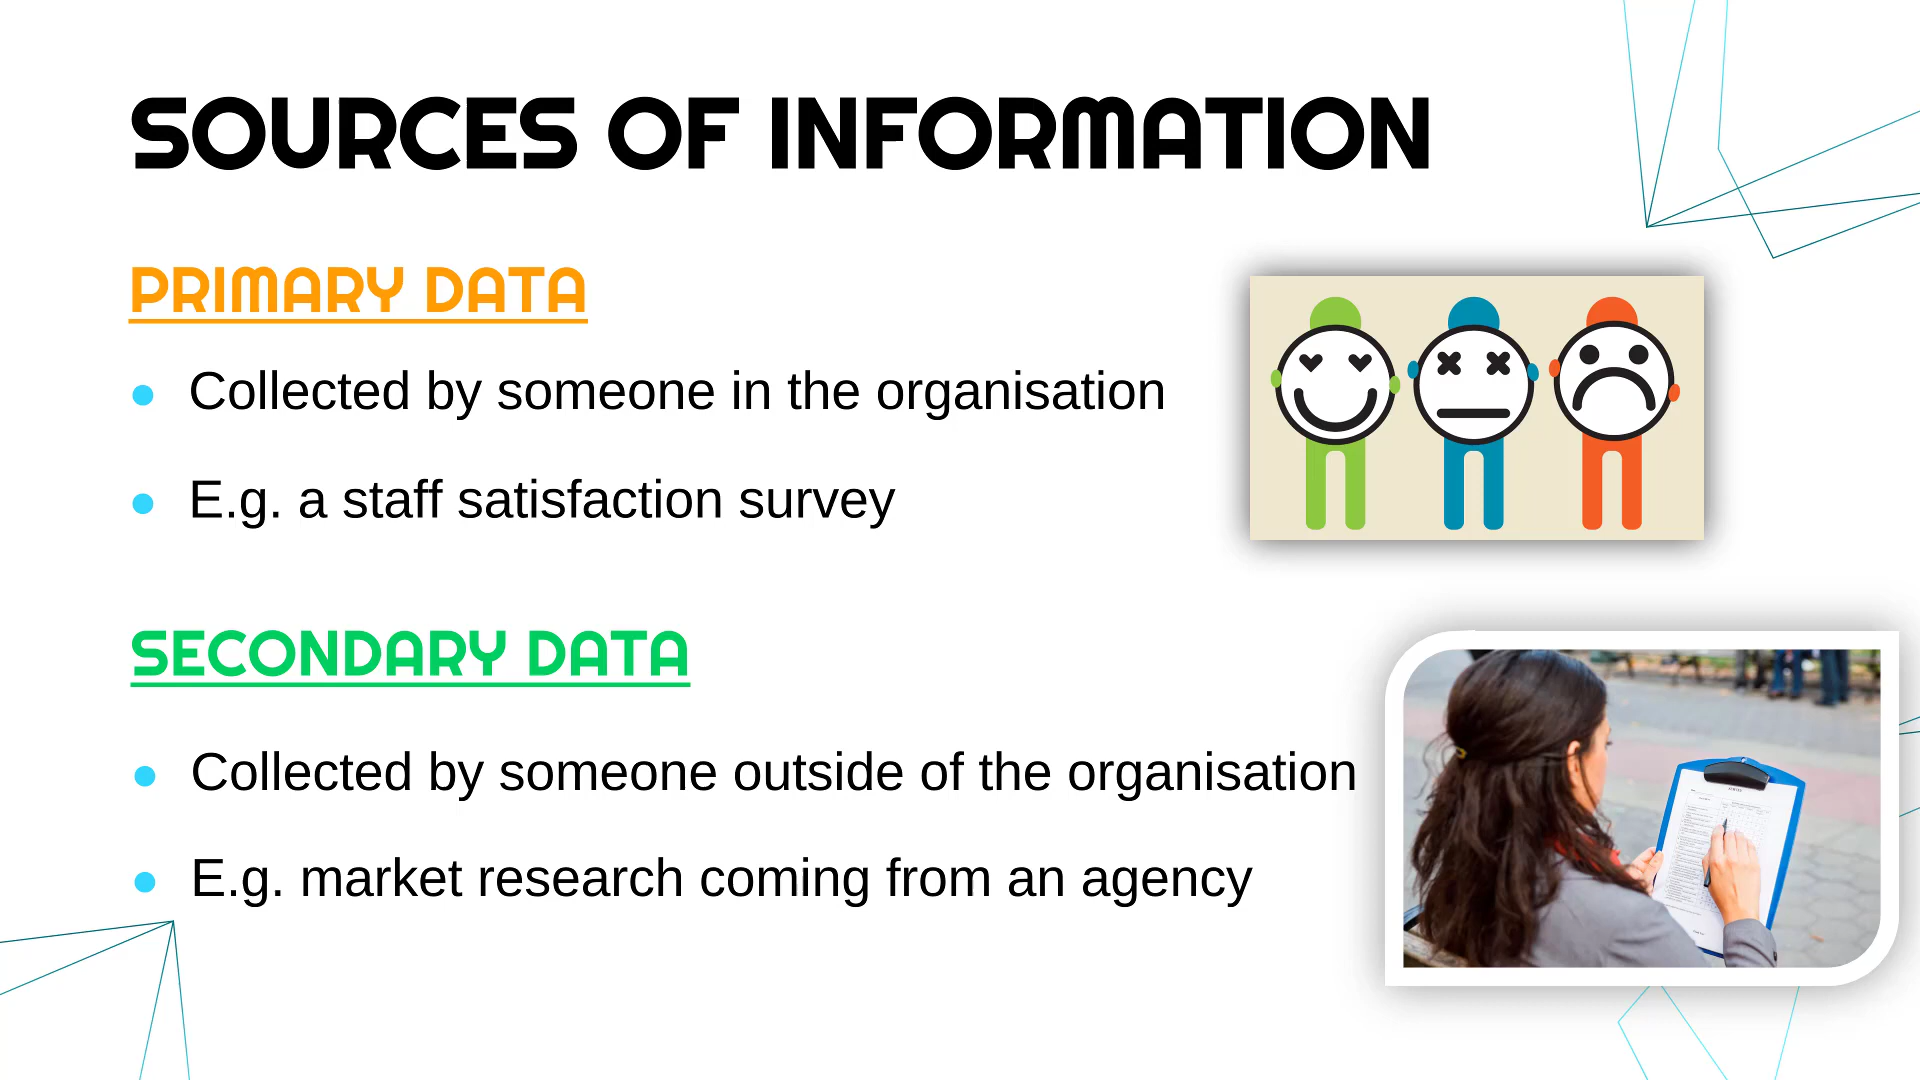 SOURCES OF INFORMATION
PRIMARY DATA
Collected by someone in the organisation
E.g. a staff satisfaction survey
SECONDARY DATA
Collected by someone outside of the organisation
E.g. market research coming from an agency